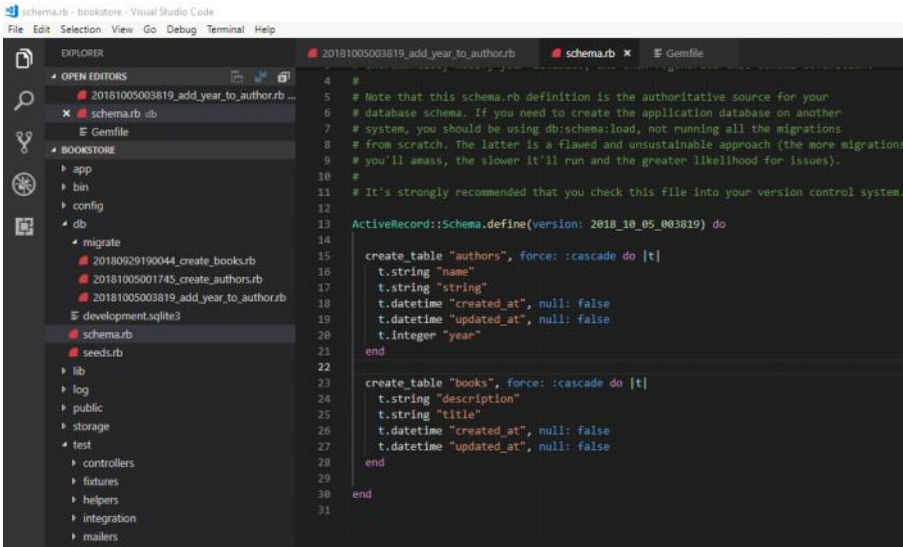 schema.rb - bookstore - Visual Studio Code
File Edit Selection View Go Debug Terminal Help
EXPLORER
OPEN EDITORS
20181005003819_add_year_to_author.rb ...
schema.rb db
Gemfile
BOOKSTORE
app
bin
config
db
migrate
20180929190044_create_books.rb
20181005001745_create_authors.rb
20181005003819_add_year_to_author.rb
development.sqlite3
schema.rb
seeds.rb
lib
log
public
storage
test
controllers
fixtures
helpers
integration
mailers
20181005003819_add_year_to_author.rb schema.rb Gemfile
4 #
5 # Note that this schema.rb definition is the authoritative source for your
6 # database schema. If you need to create the application database on another
7 # system, you should be using db:schema:load, not running all the migrations
8 # from scratch. The latter is a flawed and unsustainable approach (the more migrations
9 # you'll amass, the slower it'll run and the greater likelihood for issues).
10 #
11 # It's strongly recommended that you check this file into your version control system.
12
13 ActiveRecord::Schema.define(version: 2018_10_05_003819) do
14
15 create_table "authors", force: :cascade do |t|
16 t.string "name"
17 t.string "string"
18 t.datetime "created_at", null: false
19 t.datetime "updated_at", null: false
20 t.integer "year"
21 end
22
23 create_table "books", force: :cascade do |t|
24 t.string "description"
25 t.string "title"
26 t.datetime "created_at", null: false
27 t.datetime "updated_at", null: false
28 end
29
30 end
31